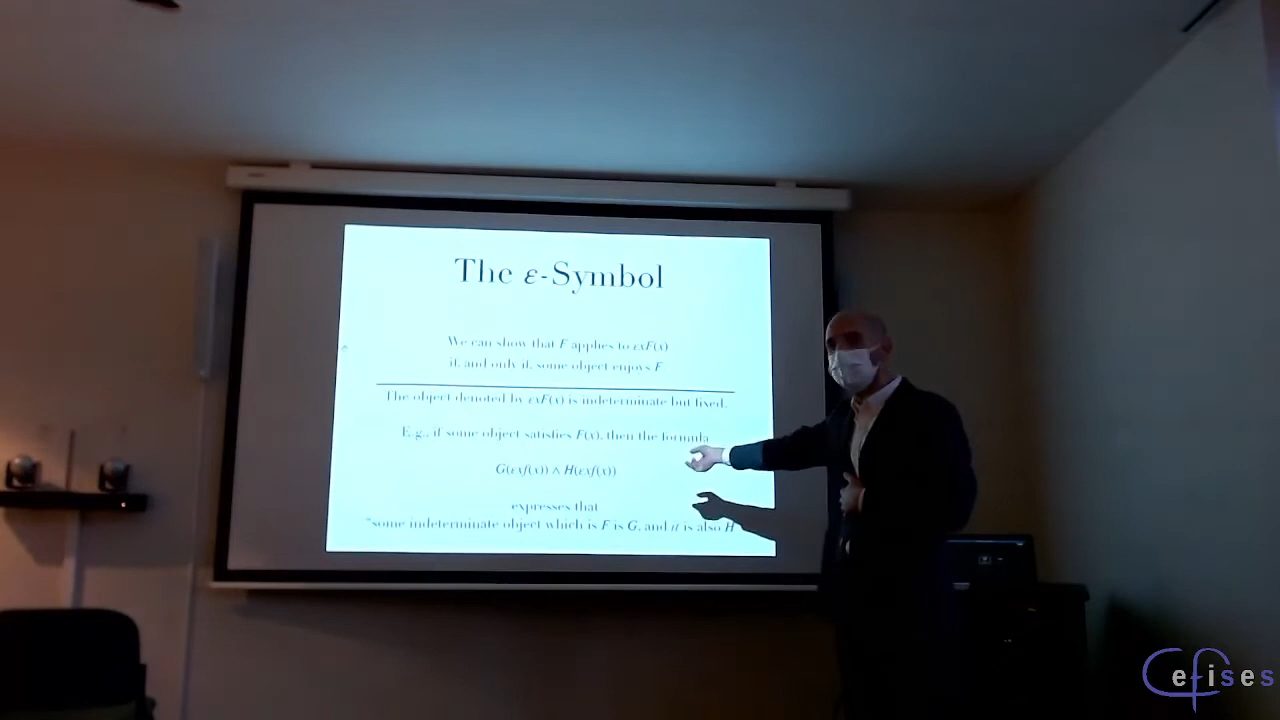 The ε-Symbol
We can show that F applies to εxF(x)
if, and only if, some object enjoys F
The object denoted by εxF(x) is indeterminate but fixed.
E.g., if some object satisfies F(x), then the formula
G(εxf(x)) ∧ H(εxf(x))
expresses that
"some indeterminate object which is F is G, and it is also H
Cefises